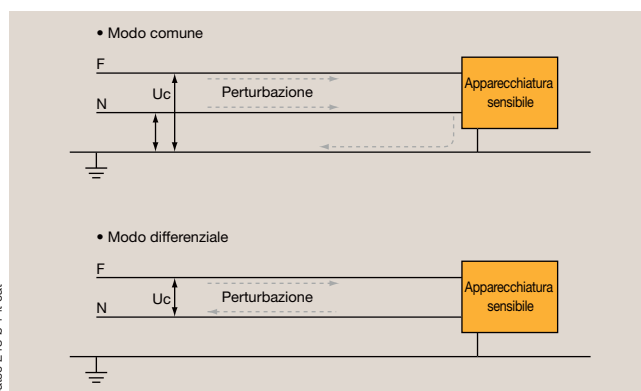 • Modo comune
F
Uc
Perturbazione
N
Apparecchiatura
sensibile
• Modo differenziale
F
Uc
Perturbazione
N
Apparecchiatura
sensibile